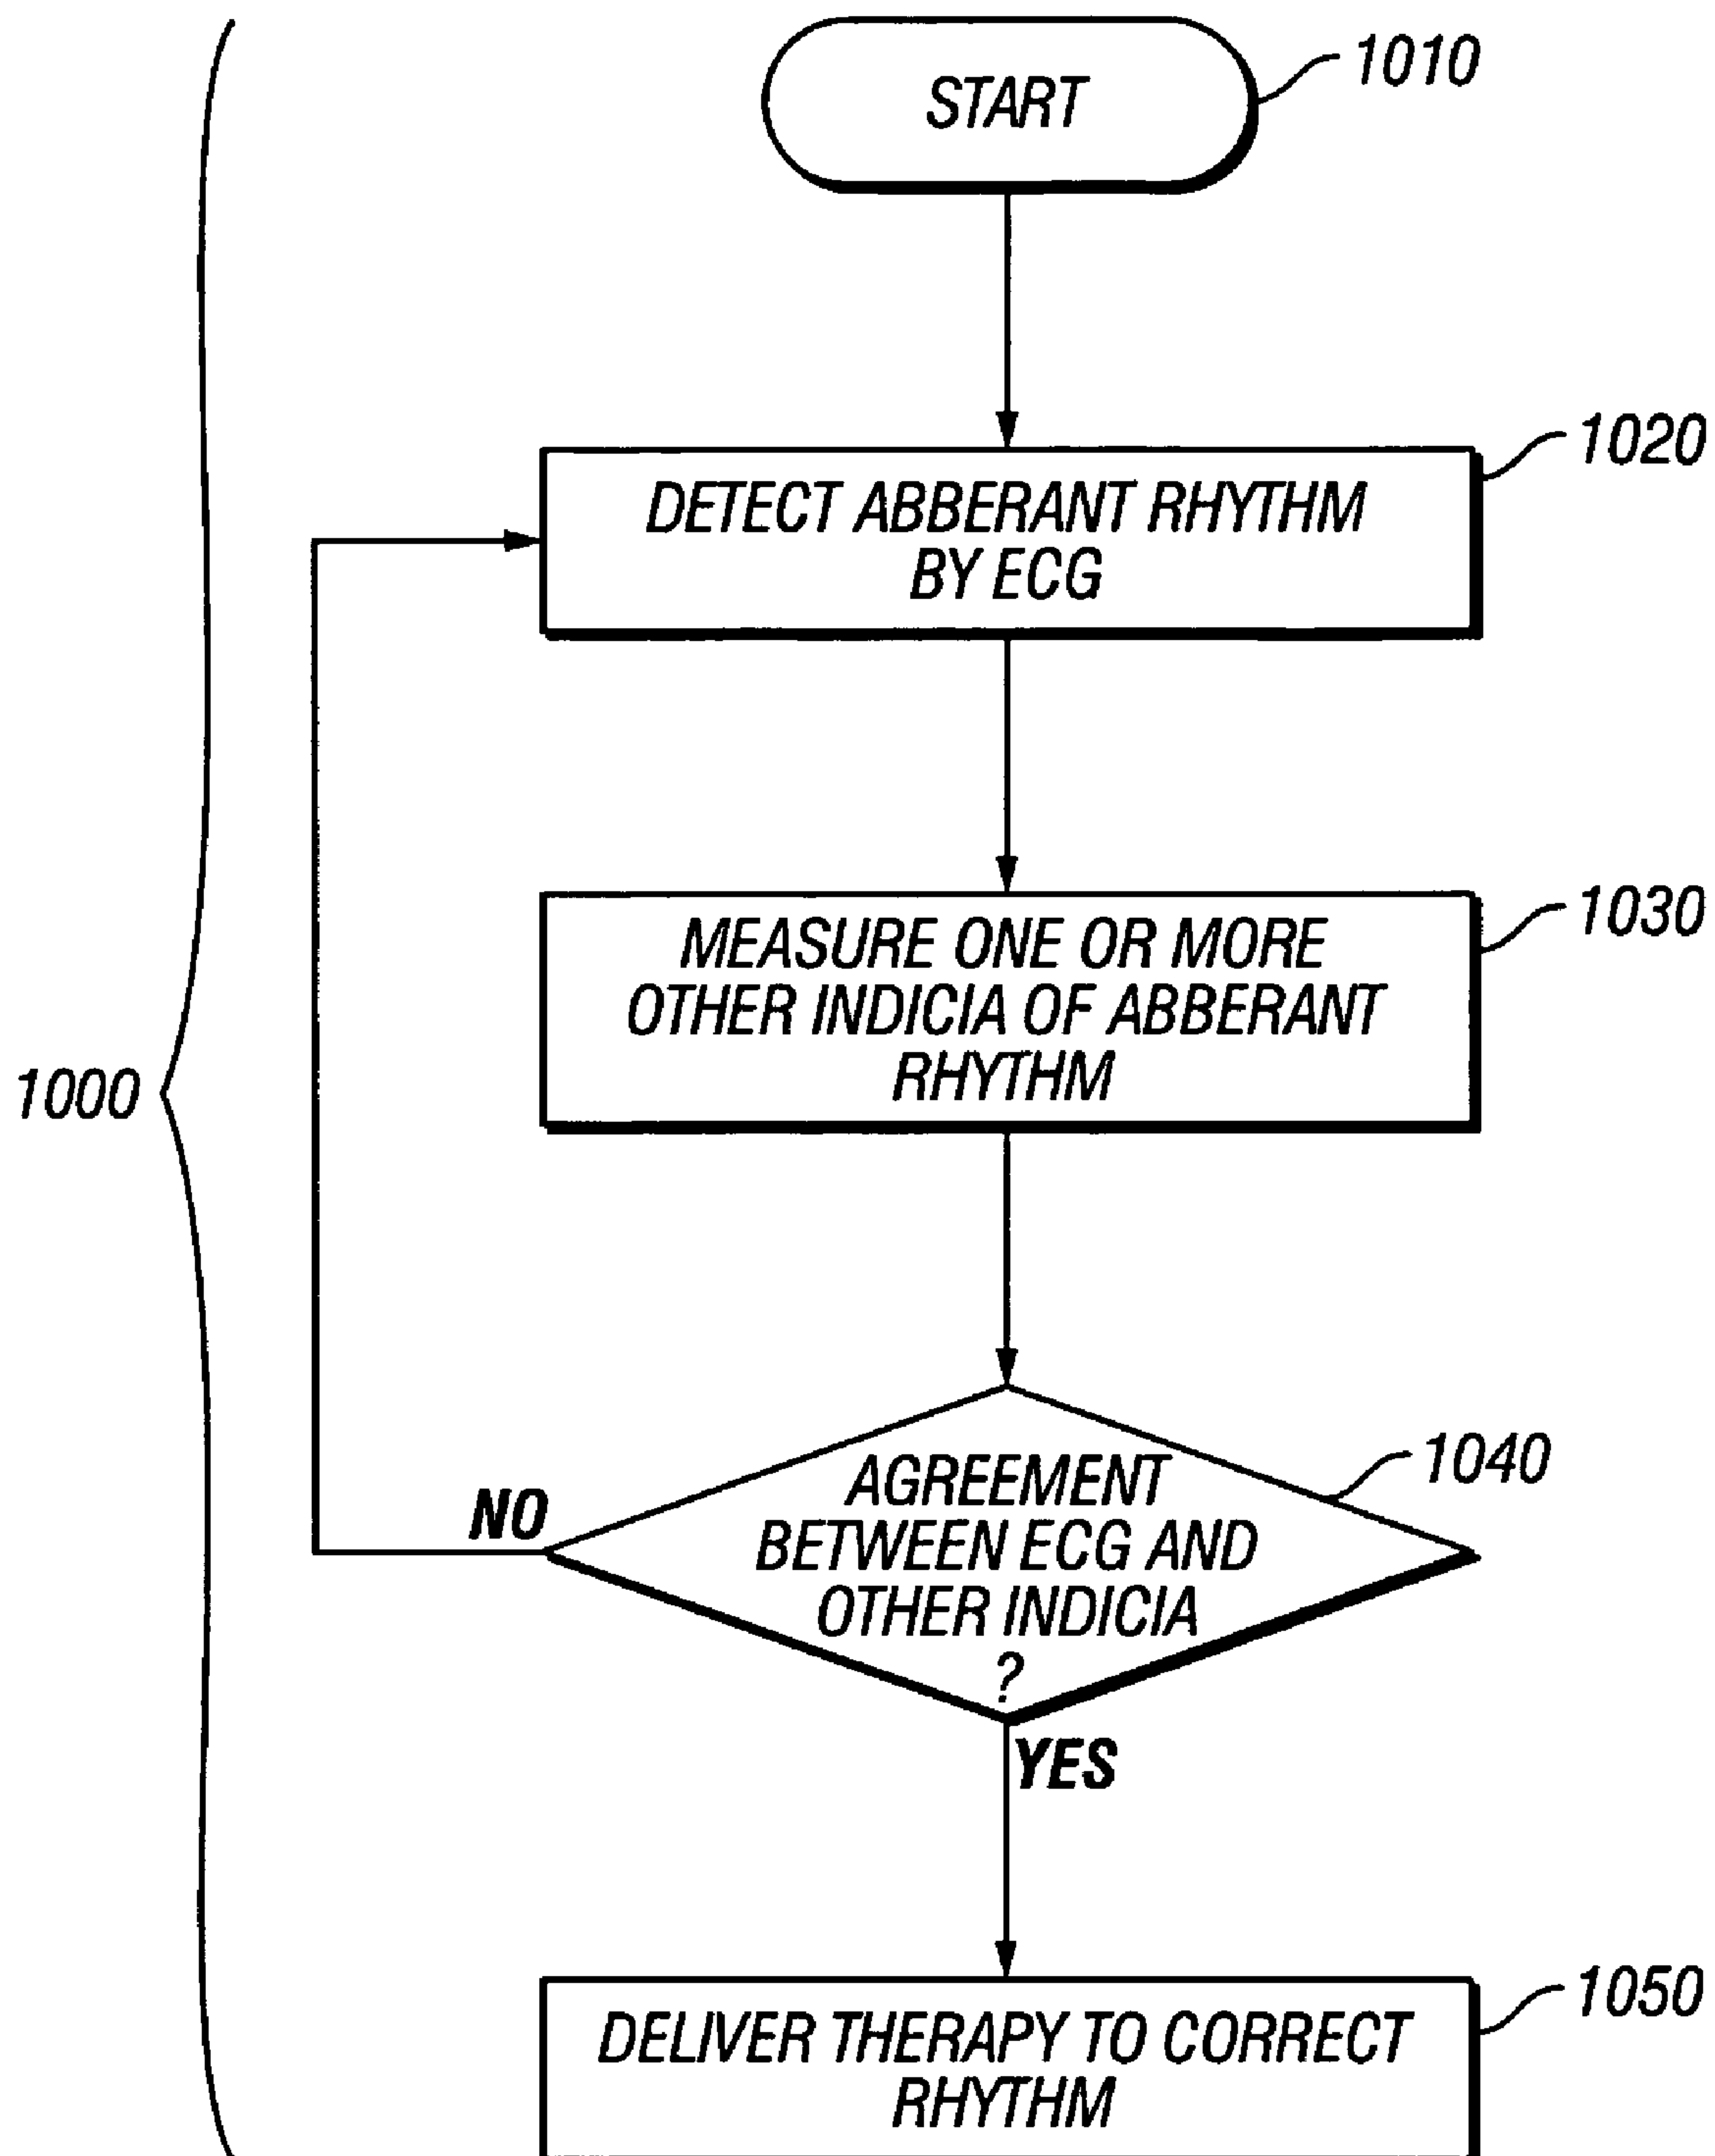 START
1010
1020
DETECT ABBERANT RHYTHM
BY ECG
1030
MEASURE ONE OR MORE
OTHER INDICIA OF ABBERANT
RHYTHM
1000
1040
AGREEMENT
BETWEEN ECG AND
OTHER INDICIA
?
NO
YES
1050
DELIVER THERAPY TO CORRECT
RHYTHM